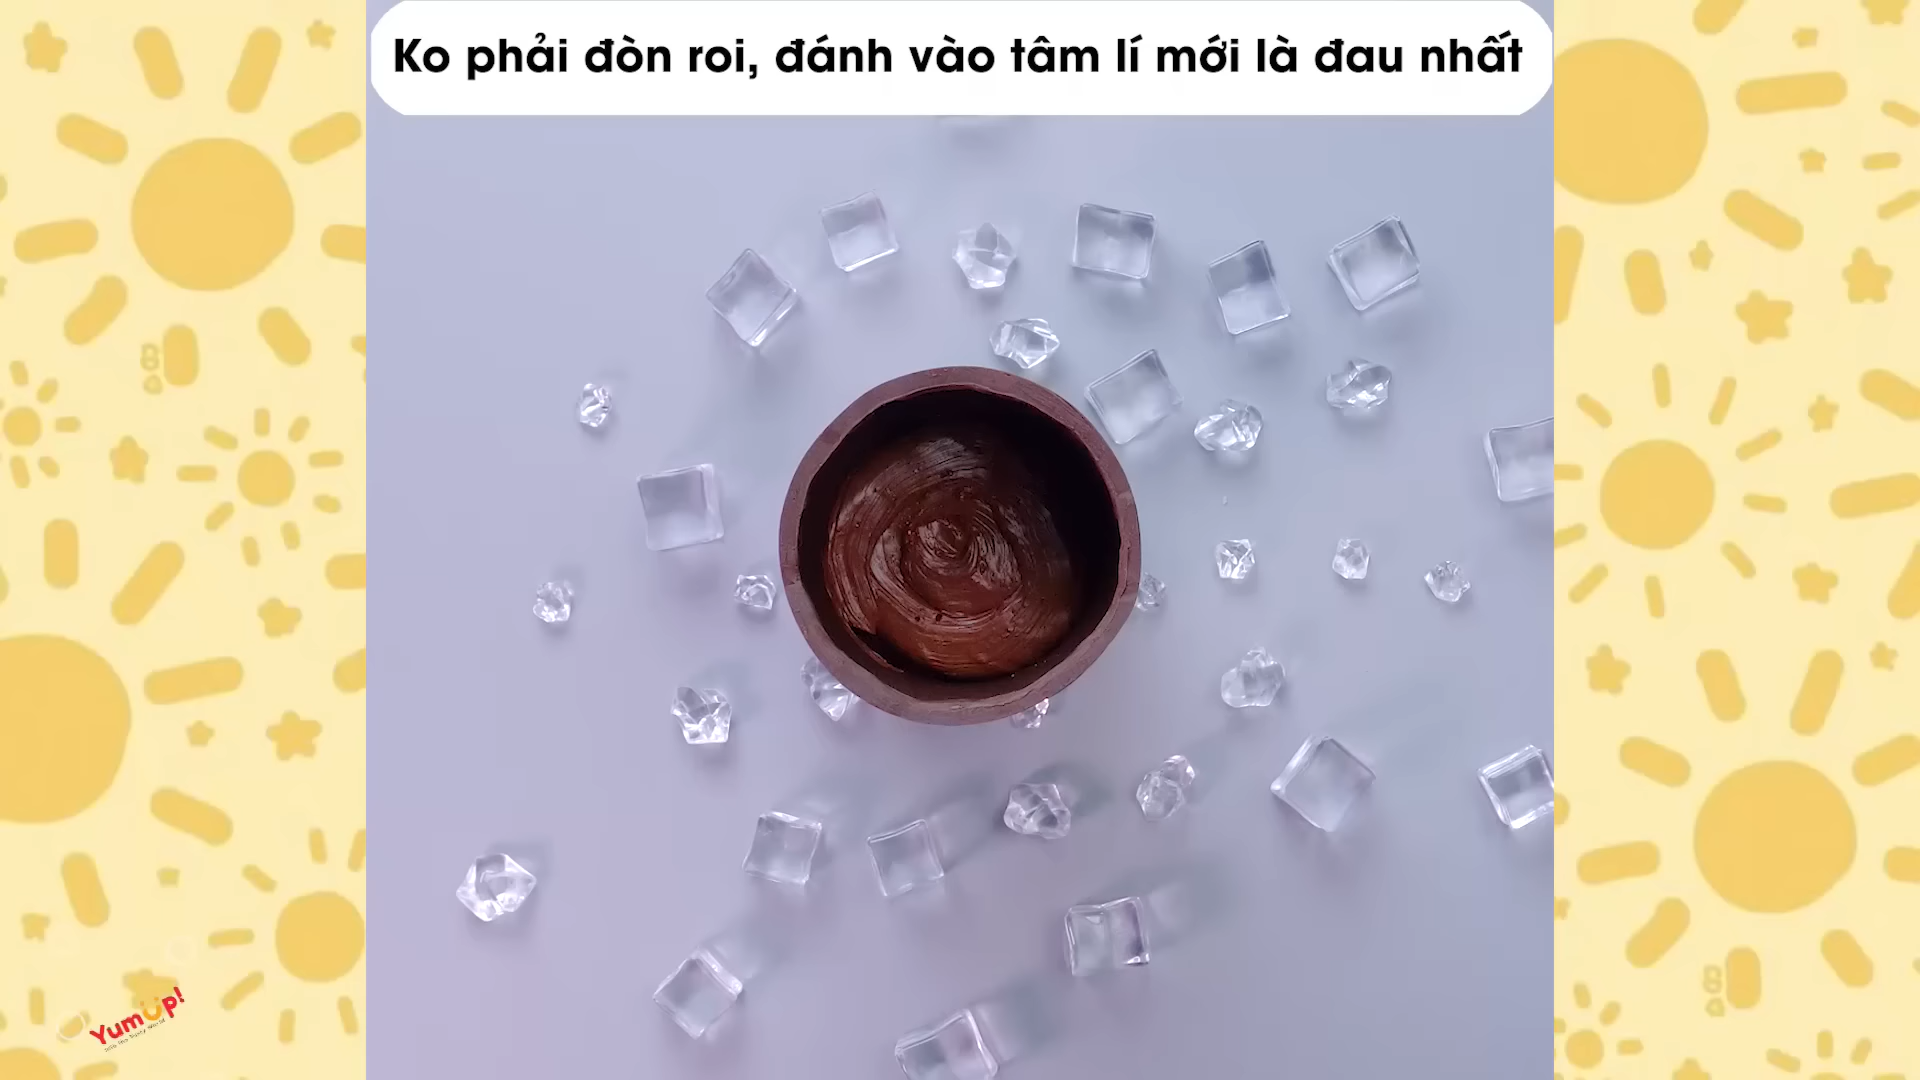 Ko phải đòn roi, đánh vào tâm lí mới là đau nhất
YumUp!